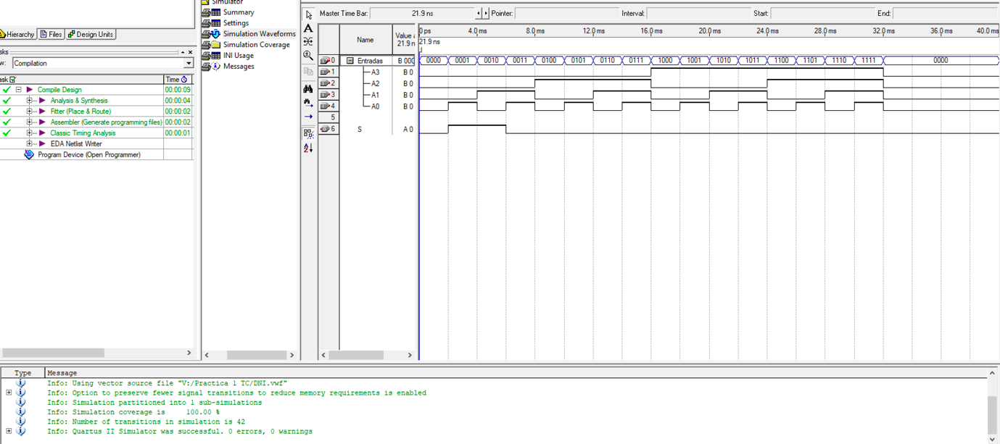 Simulator
Summary
Settings
Simulation Waveforms
Simulation Coverage
INI Usage
Messages
Hierarchy Files Design Units
Compilation
Time
Compile Design 00:00:09
Analysis & Synthesis 00:00:04
Fitter (Place & Route) 00:00:02
Assembler (Generate programming files) 00:00:02
Classic Timing Analysis 00:00:01
EDA Netlist Writer
Program Device (Open Programmer)
Master Time Bar: 21.9 ns Pointer: Interval: Start: End:
Name
Value
21.9 n
0 ps 4.0 ms 8.0 ms 12.0 ms 16.0 ms 20.0 ms 24.0 ms 28.0 ms 32.0 ms 36.0 ms 40.0 ms
21.9 ns
0 Entradas B 000 0000 0001 0010 0011 0100 0101 0110 0111 1000 1001 1010 1011 1100 1101 1110 1111 0000
1 A3 B 0
2 A2 B 0
3 A1 B 0
4 A0 B 0
5
6 S A 0
Type Message
Info: Using vector source file "V:/Practica 1 TC/DNI.vwf"
Info: Option to preserve fewer signal transitions to reduce memory requirements is enabled
Info: Simulation partitioned into 1 sub-simulations
Info: Simulation coverage is 100.00 %
Info: Number of transitions in simulation is 42
Info: Quartus II Simulator was successful. 0 errors, 0 warnings